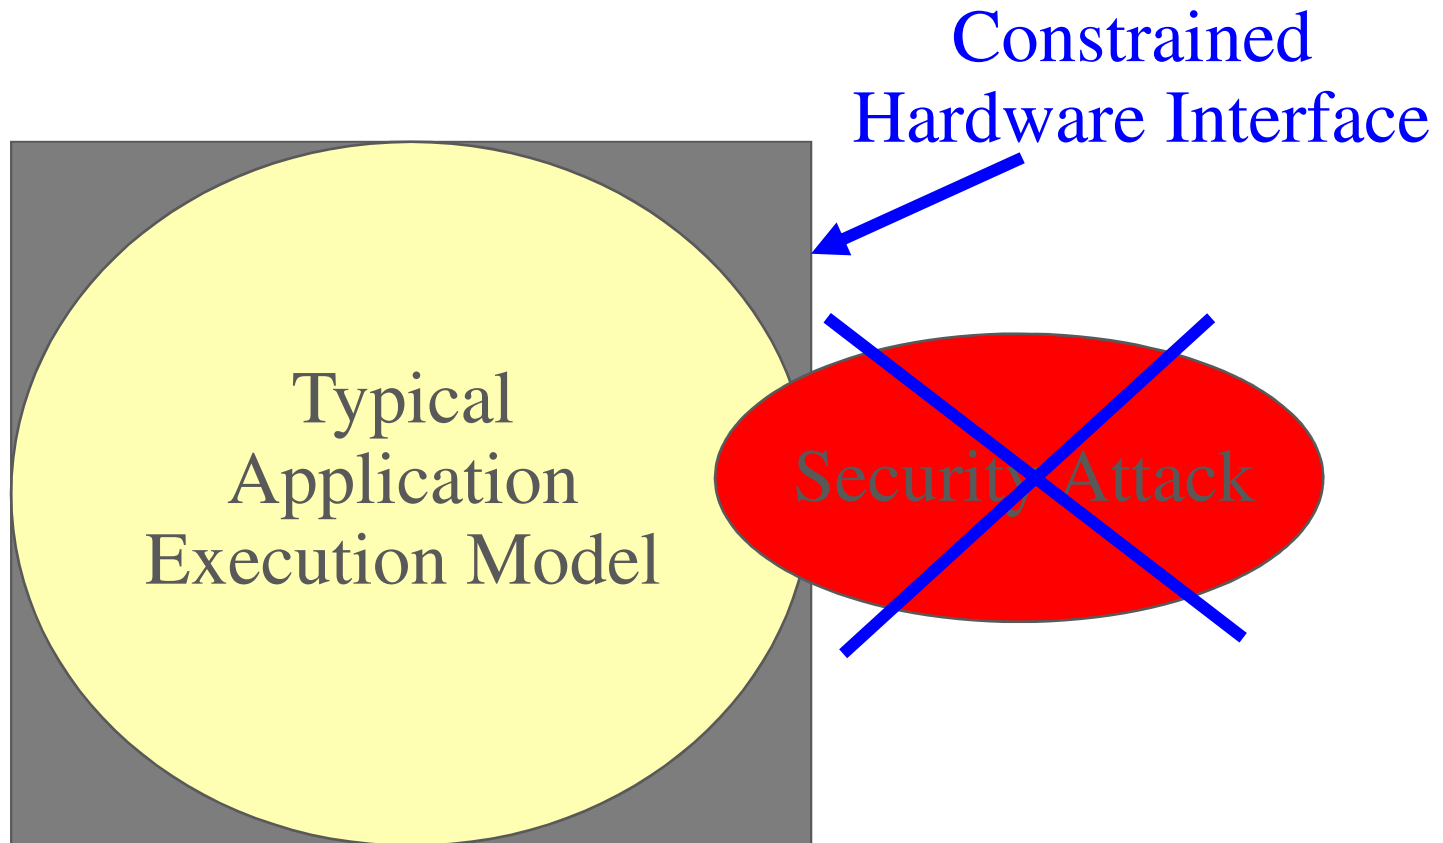 Constrained
Hardware Interface
Typical
Application
Execution Model
Security Attack